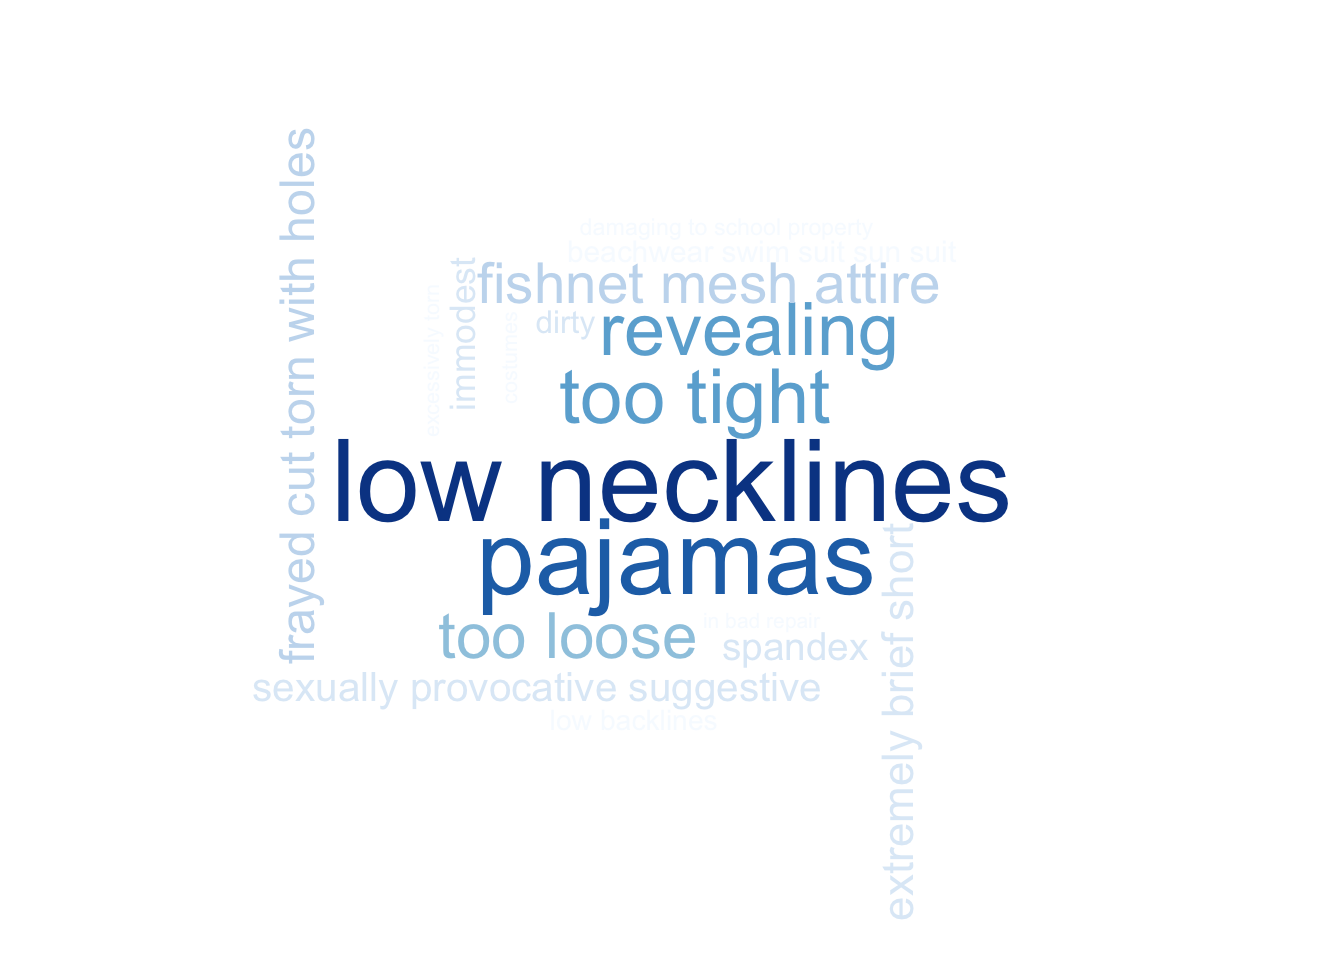 frayed cut torn with holes
damaging to school property
beachwear swim suit sun suit
fishnet mesh attire
excessively torn
immodest
costumes
dirty
revealing
too tight
low necklines
pajamas
too loose
in bad repair
spandex
sexually provocative suggestive
low backlines
extremely brief short